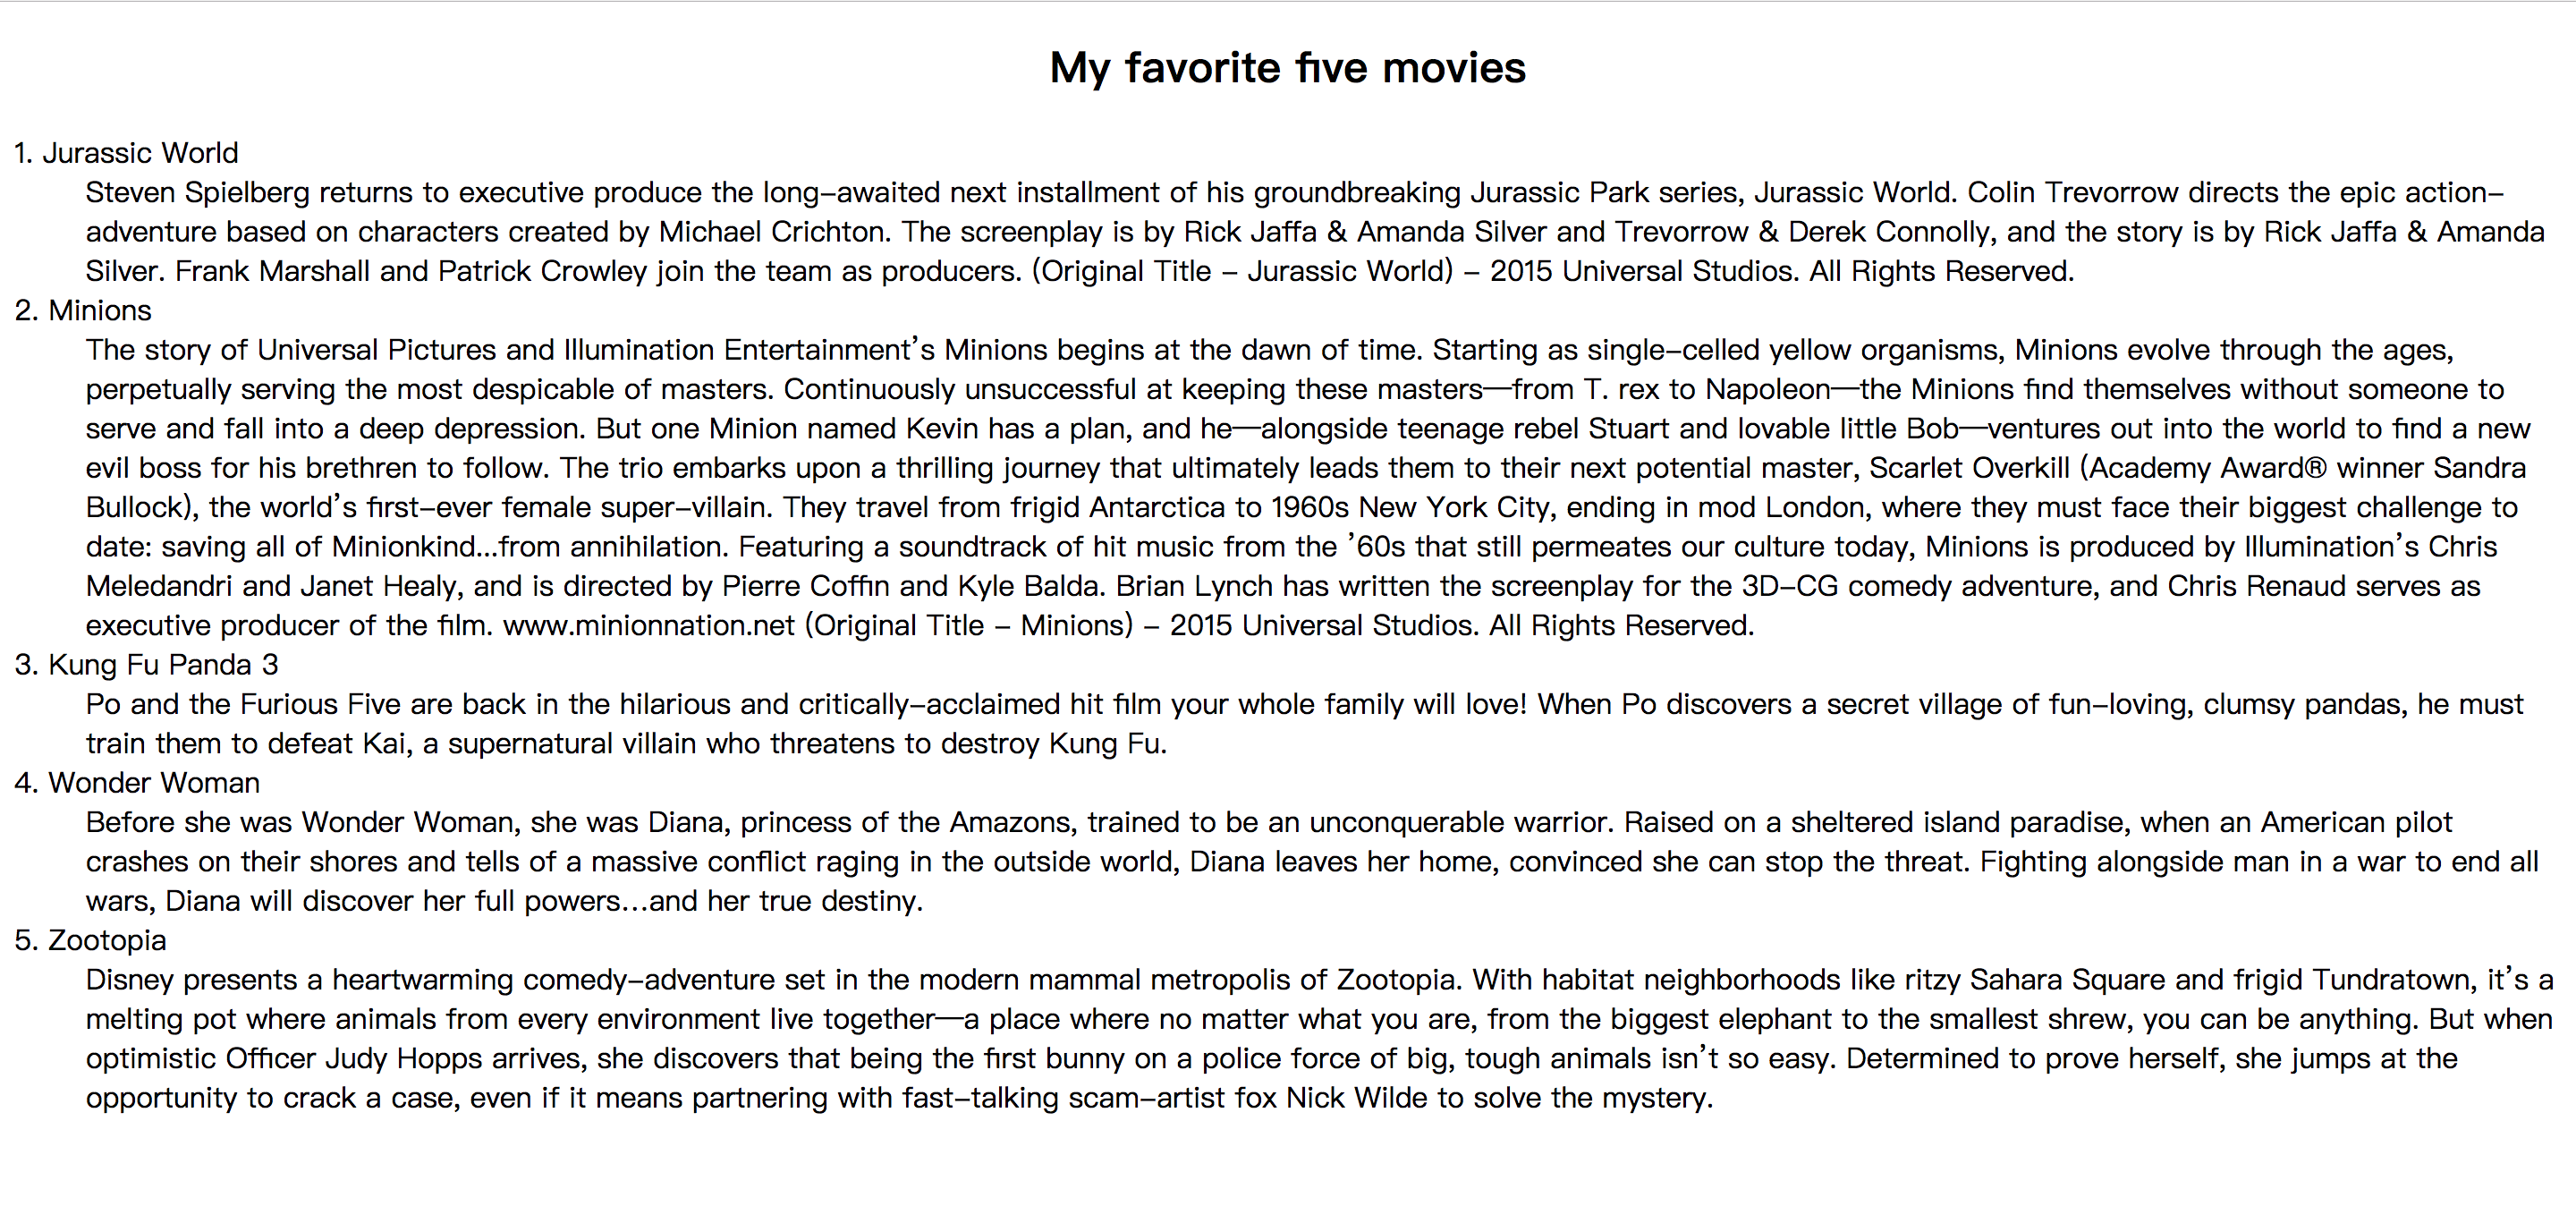 My favorite five movies
1. Jurassic World
Steven Spielberg returns to executive produce the long-awaited next installment of his groundbreaking Jurassic Park series, Jurassic World. Colin Trevorrow directs the epic action-
adventure based on characters created by Michael Crichton. The screenplay is by Rick Jaffa & Amanda Silver and Trevorrow & Derek Connolly, and the story is by Rick Jaffa & Amanda
Silver. Frank Marshall and Patrick Crowley join the team as producers. (Original Title - Jurassic World) - 2015 Universal Studios. All Rights Reserved.
2. Minions
The story of Universal Pictures and Illumination Entertainment’s Minions begins at the dawn of time. Starting as single-celled yellow organisms, Minions evolve through the ages,
perpetually serving the most despicable of masters. Continuously unsuccessful at keeping these masters—from T. rex to Napoleon—the Minions find themselves without someone to
serve and fall into a deep depression. But one Minion named Kevin has a plan, and he—alongside teenage rebel Stuart and lovable little Bob—ventures out into the world to find a new
evil boss for his brethren to follow. The trio embarks upon a thrilling journey that ultimately leads them to their next potential master, Scarlet Overkill (Academy Award® winner Sandra
Bullock), the world’s first-ever female super-villain. They travel from frigid Antarctica to 1960s New York City, ending in mod London, where they must face their biggest challenge to
date: saving all of Minionkind...from annihilation. Featuring a soundtrack of hit music from the ’60s that still permeates our culture today, Minions is produced by Illumination’s Chris
Meledandri and Janet Healy, and is directed by Pierre Coffin and Kyle Balda. Brian Lynch has written the screenplay for the 3D-CG comedy adventure, and Chris Renaud serves as
executive producer of the film. www.minionnation.net (Original Title - Minions) - 2015 Universal Studios. All Rights Reserved.
3. Kung Fu Panda 3
Po and the Furious Five are back in the hilarious and critically-acclaimed hit film your whole family will love! When Po discovers a secret village of fun-loving, clumsy pandas, he must
train them to defeat Kai, a supernatural villain who threatens to destroy Kung Fu.
4. Wonder Woman
Before she was Wonder Woman, she was Diana, princess of the Amazons, trained to be an unconquerable warrior. Raised on a sheltered island paradise, when an American pilot
crashes on their shores and tells of a massive conflict raging in the outside world, Diana leaves her home, convinced she can stop the threat. Fighting alongside man in a war to end all
wars, Diana will discover her full powers…and her true destiny.
5. Zootopia
Disney presents a heartwarming comedy-adventure set in the modern mammal metropolis of Zootopia. With habitat neighborhoods like ritzy Sahara Square and frigid Tundratown, it’s a
melting pot where animals from every environment live together—a place where no matter what you are, from the biggest elephant to the smallest shrew, you can be anything. But when
optimistic Officer Judy Hopps arrives, she discovers that being the first bunny on a police force of big, tough animals isn’t so easy. Determined to prove herself, she jumps at the
opportunity to crack a case, even if it means partnering with fast-talking scam-artist fox Nick Wilde to solve the mystery.